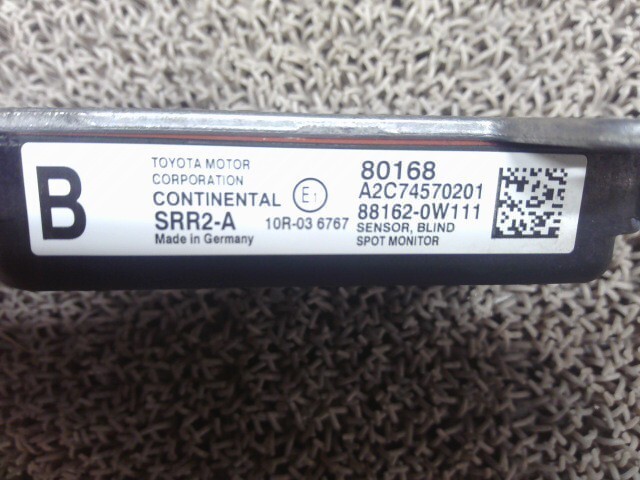 B
TOYOTA MOTOR
CORPORATION
CONTINENTAL
SRR2-A
Made in Germany
E1
10R-03 6767
80168
A2C74570201
88162-0W111
SENSOR, BLIND
SPOT MONITOR